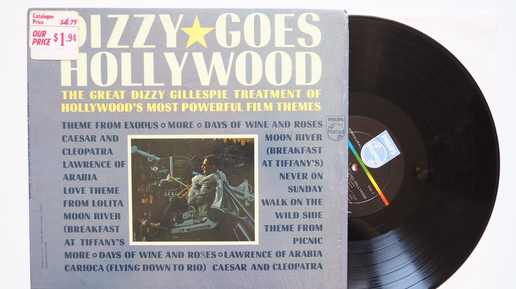 Catalogue
Price $4.79
OUR
PRICE $1.94
DIZZY★GOES
HOLLYWOOD
THE GREAT DIZZY GILLESPIE TREATMENT OF
HOLLYWOOD'S MOST POWERFUL FILM THEMES
PHILIPS
THEME FROM EXODUS MORE DAYS OF WINE AND ROSES
CAESAR AND
CLEOPATRA
LAWRENCE OF
ARABIA
LOVE THEME
FROM LOLITA
MOON RIVER
(BREAKFAST
AT TIFFANY'S
MOON RIVER
(BREAKFAST
AT TIFFANY'S)
NEVER ON
SUNDAY
WALK ON THE
WILD SIDE
THEME FROM
PICNIC
MORE DAYS OF WINE AND ROSES LAWRENCE OF ARABIA
CARIOCA (FLYING DOWN TO RIO) CAESAR AND CLEOPATRA